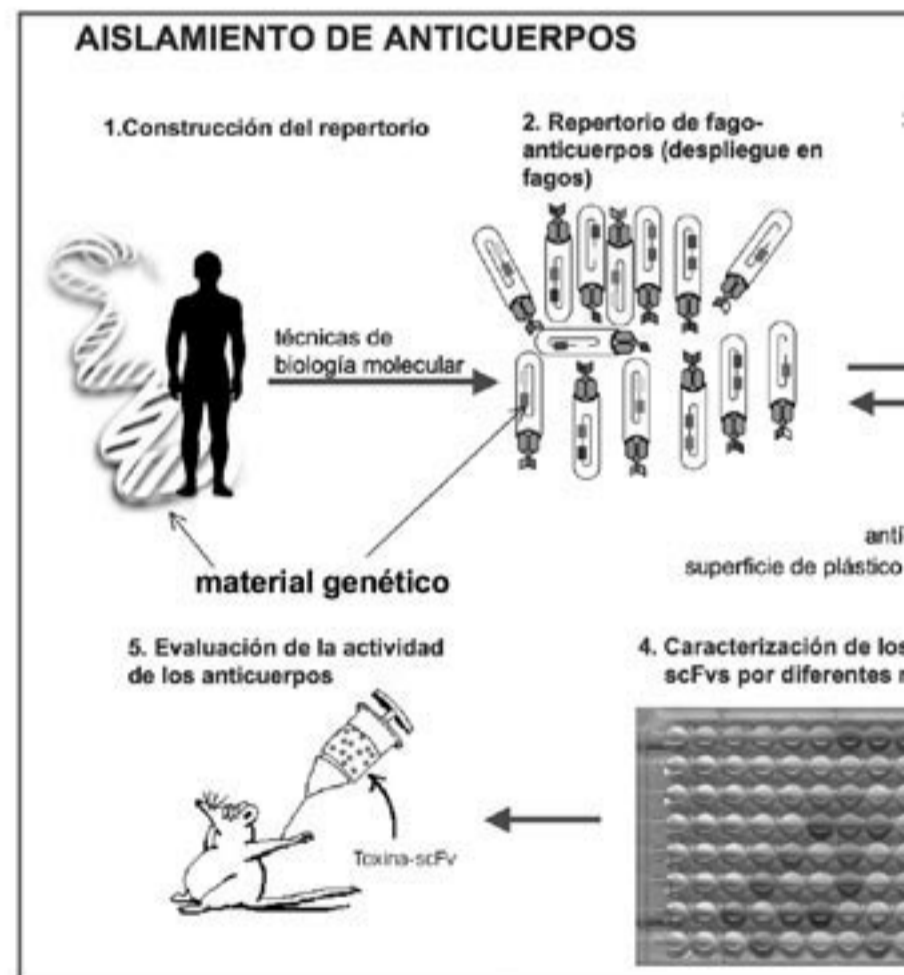 AISLAMIENTO DE ANTICUERPOS
1.Construcción del repertorio
2. Repertorio de fago-
anticuerpos (despliegue en
fagos)
técnicas de
biología molecular
material genético
superficie de plástico
5. Evaluación de la actividad
de los anticuerpos
Toxina-scFv
4. Caracterización de los
scFvs por diferentes